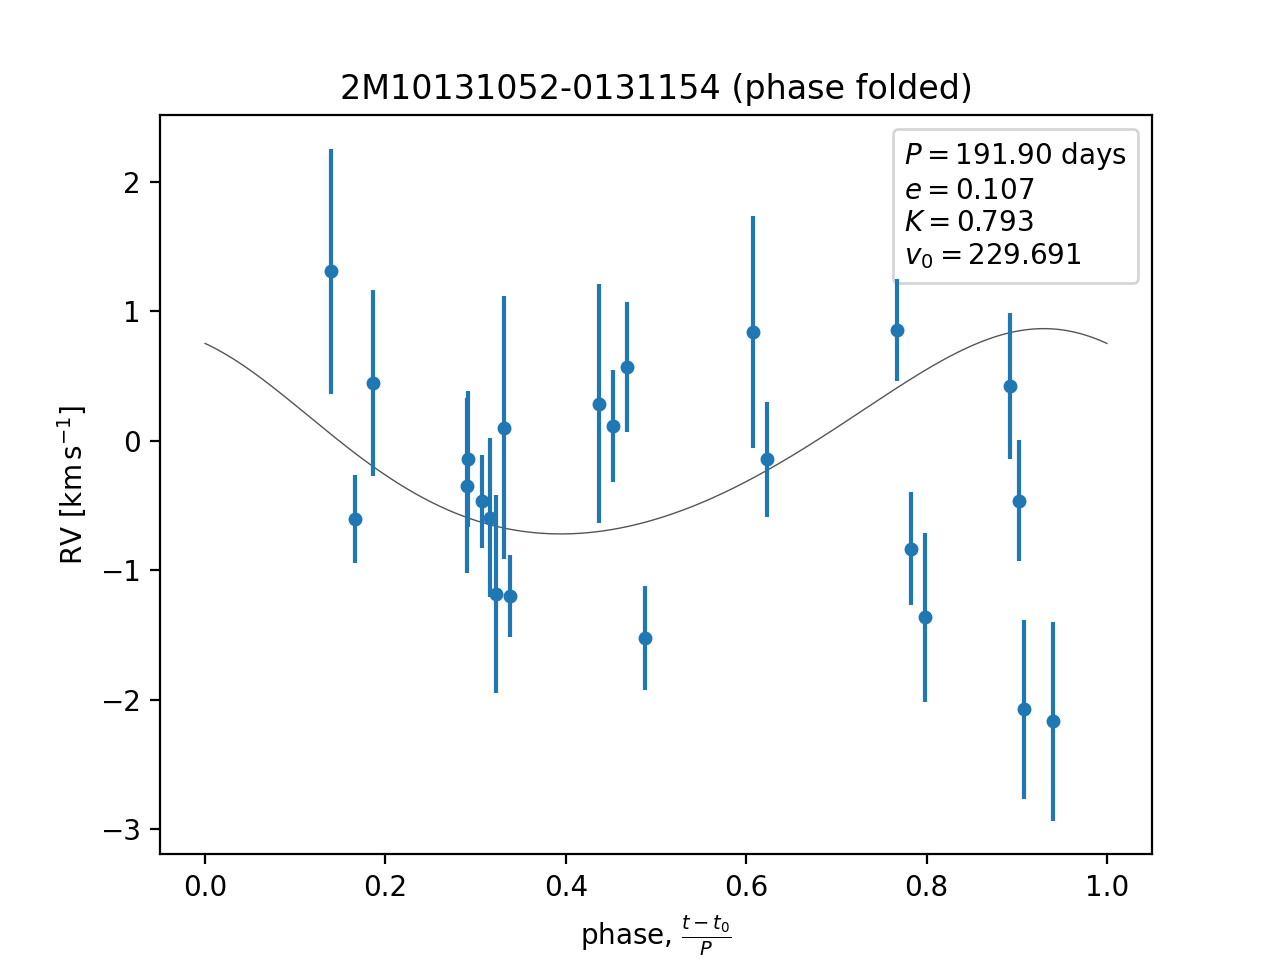 2M10131052-0131154 (phase folded)
P = 191.90 days
e = 0.107
K = 0.793
v₀ = 229.691
RV [km s⁻¹]
2
1
0
−1
−2
−3
0.0 0.2 0.4 0.6 0.8 1.0
phase, (t − t₀)/P